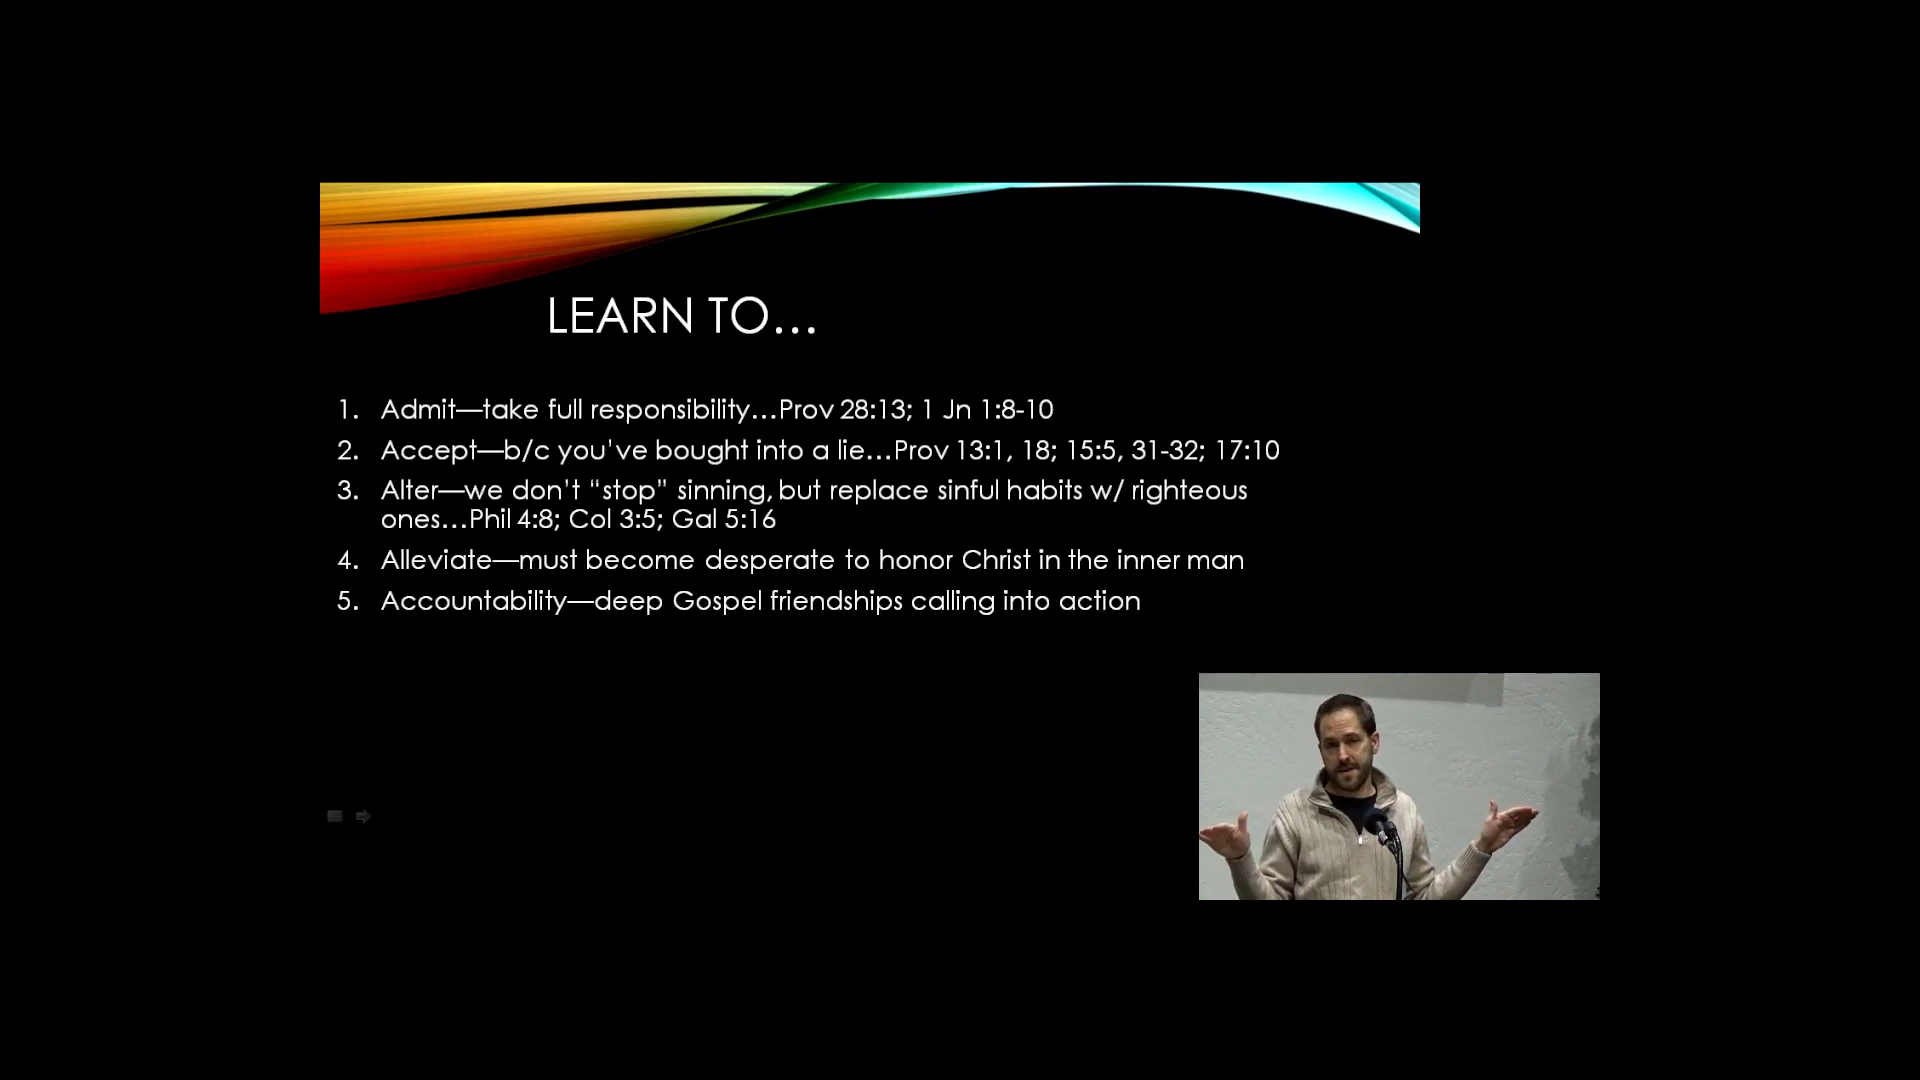 LEARN TO...
1. Admit—take full responsibility...Prov 28:13; 1 Jn 1:8-10
2. Accept—b/c you've bought into a lie...Prov 13:1, 18; 15:5, 31-32; 17:10
3. Alter—we don't “stop” sinning, but replace sinful habits w/ righteous
ones...Phil 4:8; Col 3:5; Gal 5:16
4. Alleviate—must become desperate to honor Christ in the inner man
5. Accountability—deep Gospel friendships calling into action